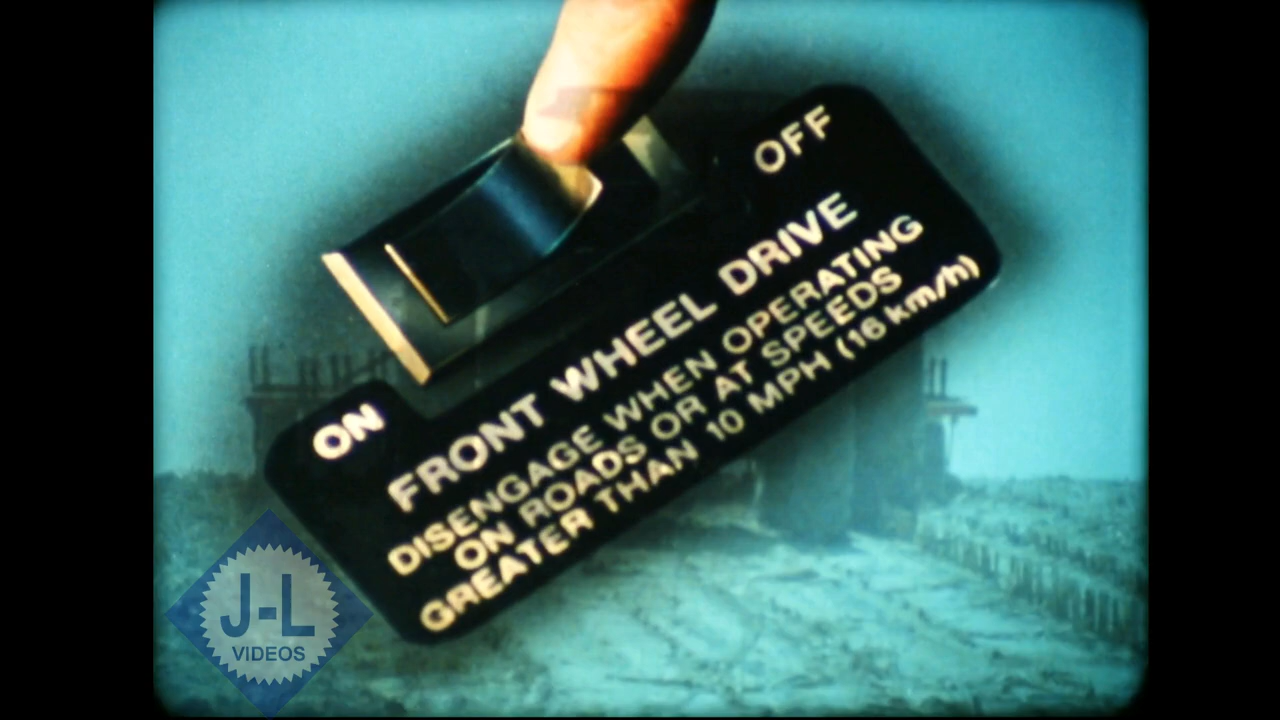 OFF
ON
FRONT WHEEL DRIVE
DISENGAGE WHEN OPERATING
ON ROADS OR AT SPEEDS
GREATER THAN 10 MPH (16 km/h)
J-L
VIDEOS